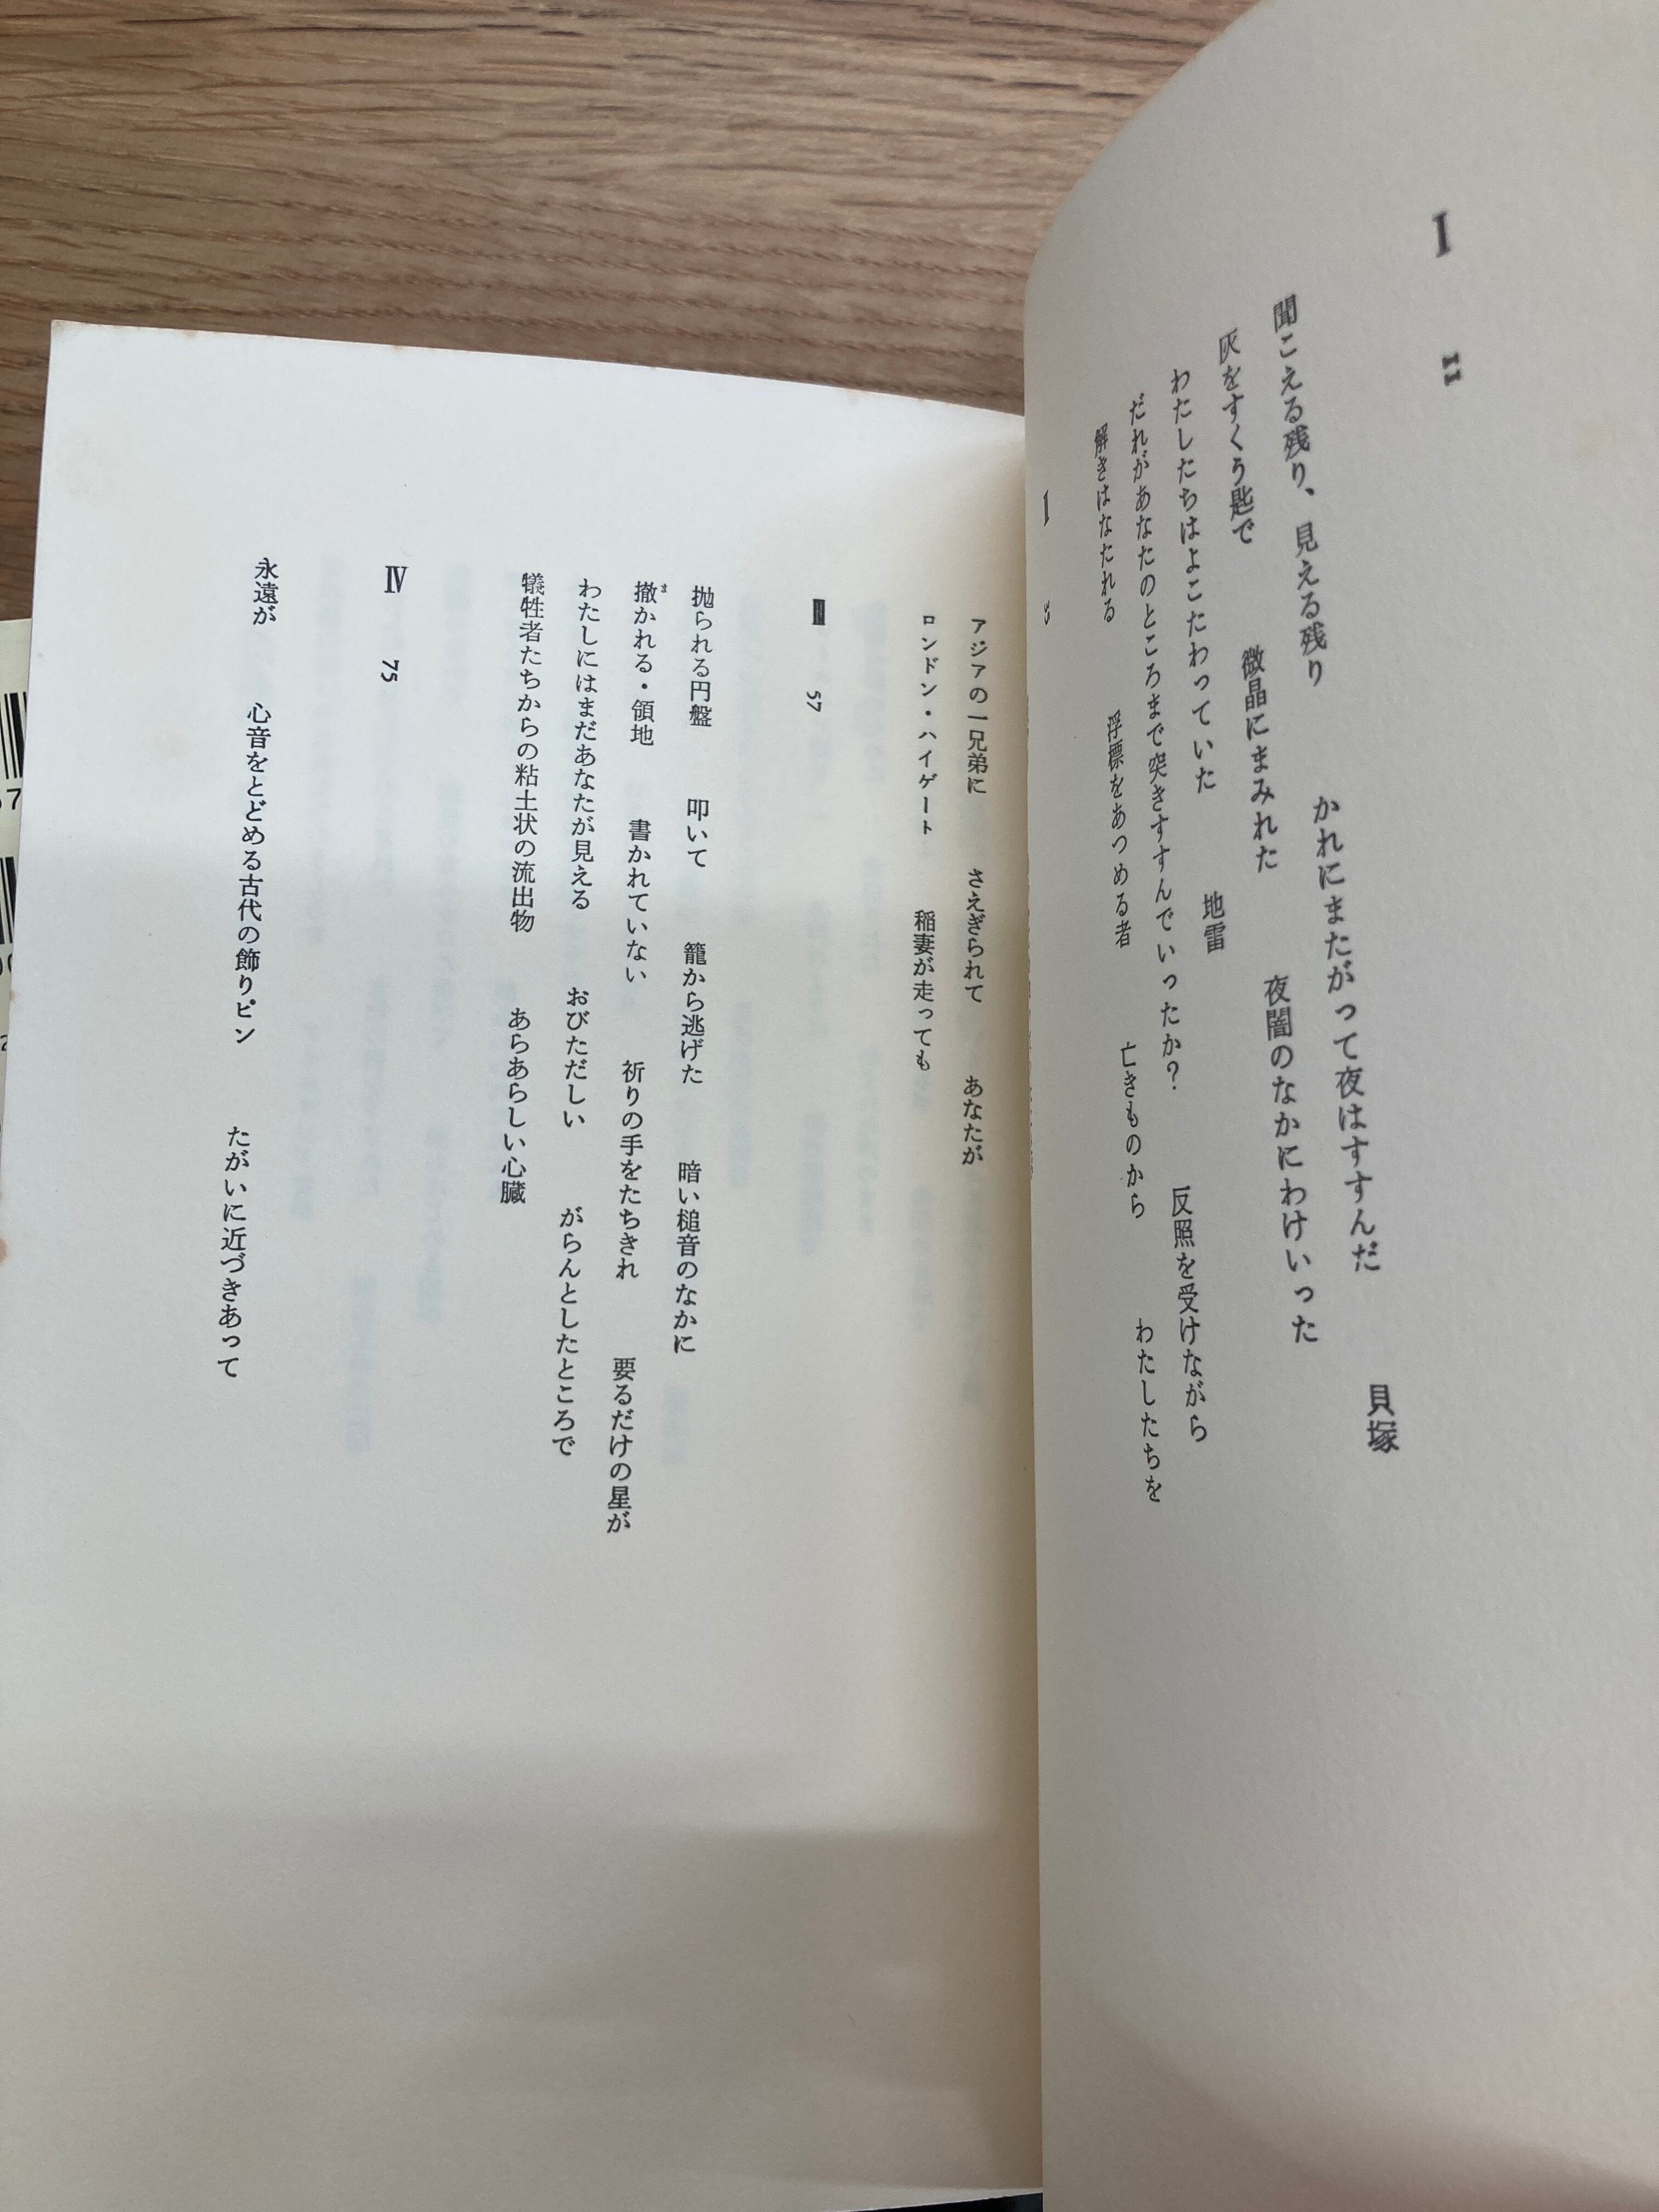 I 11
聞こえる残り、見える残り　かれにまたがって夜はすすんだ　貝塚
灰をすくう匙で　微晶にまみれた　夜闇のなかにわけいった
わたしたちはよこたわっていた　地雷
だれがあなたのところまで突きすすんでいったか？　反照を受けながら
解きはなたれる　浮標をあつめる者　亡きものから　わたしたちを
アジアの一兄弟に　さえぎられて　あなたが
ロンドン・ハイゲート　稲妻が走っても
Ⅲ 57
抛られる円盤　叩いて　籠から逃げた　暗い槌音のなかに
撒かれる・領地　書かれていない　祈りの手をたちきれ　要るだけの星が
わたしにはまだあなたが見える　おびただしい　がらんとしたところで
犠牲者たちからの粘土状の流出物　あらあらしい心臓
Ⅳ 75
永遠が　心音をとどめる古代の飾りピン　たがいに近づきあって